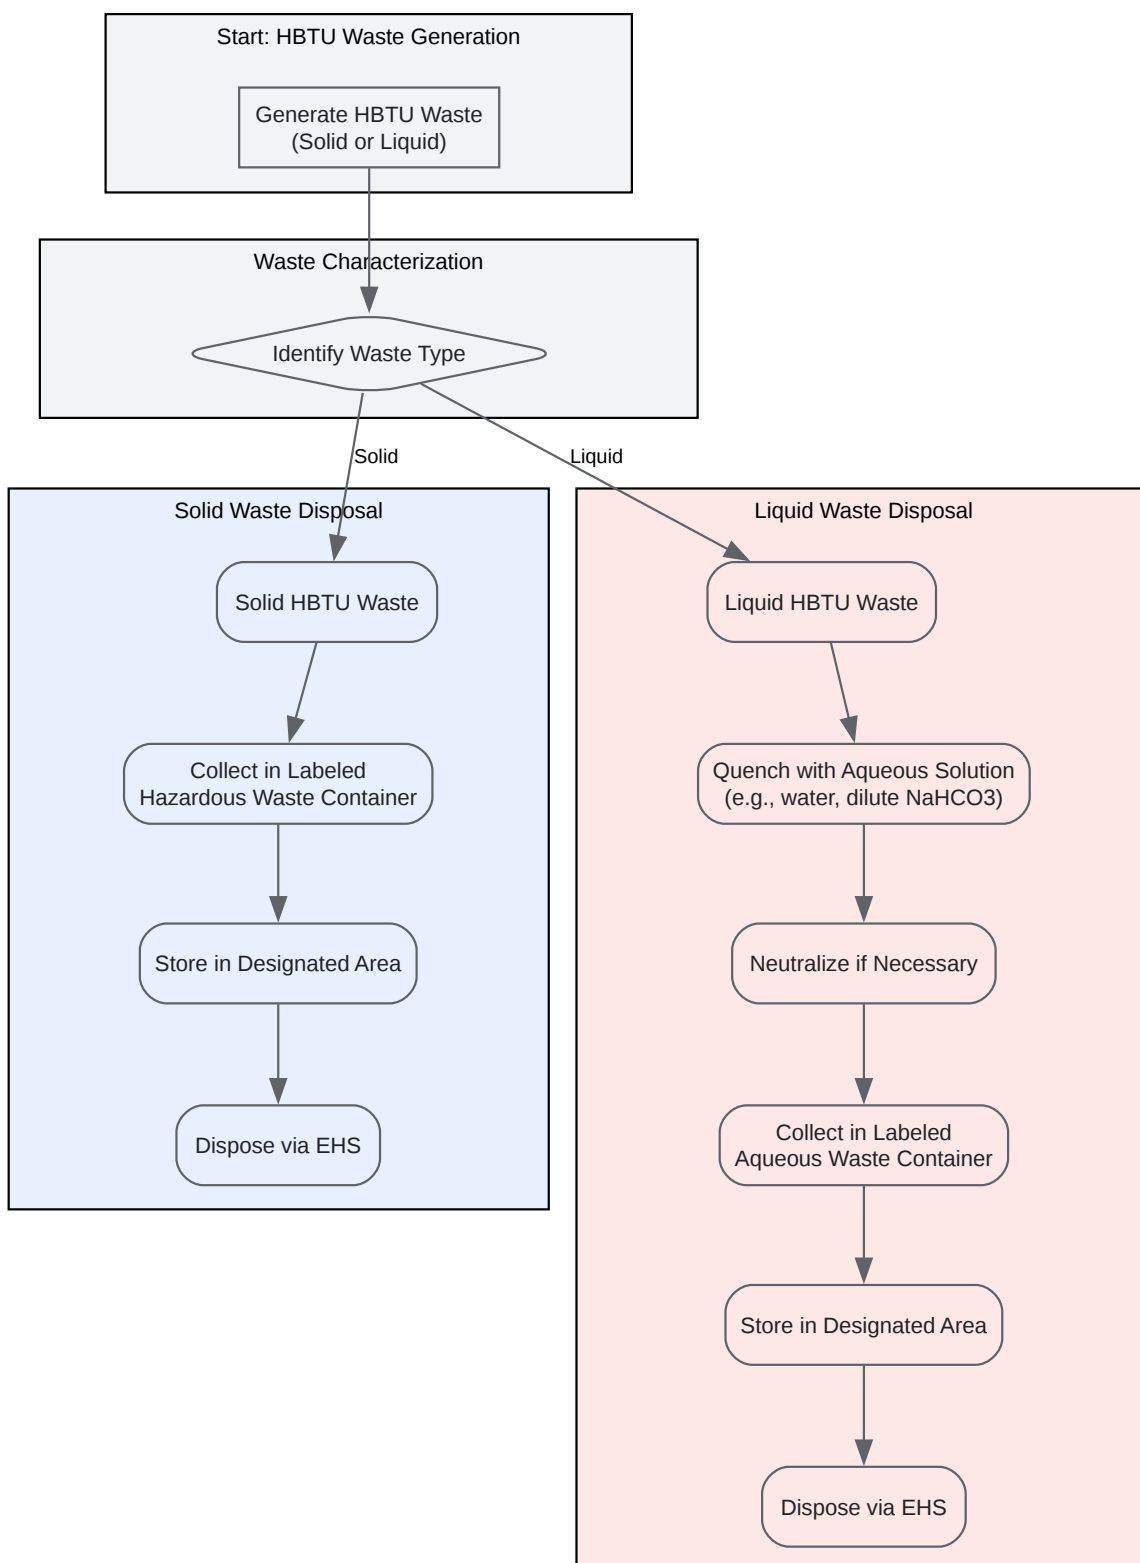 Start: HBTU Waste Generation
Generate HBTU Waste
(Solid or Liquid)
Waste Characterization
Identify Waste Type
Solid
Liquid
Solid Waste Disposal
Solid HBTU Waste
Collect in Labeled
Hazardous Waste Container
Store in Designated Area
Dispose via EHS
Liquid Waste Disposal
Liquid HBTU Waste
Quench with Aqueous Solution
(e.g., water, dilute NaHCO3)
Neutralize if Necessary
Collect in Labeled
Aqueous Waste Container
Store in Designated Area
Dispose via EHS